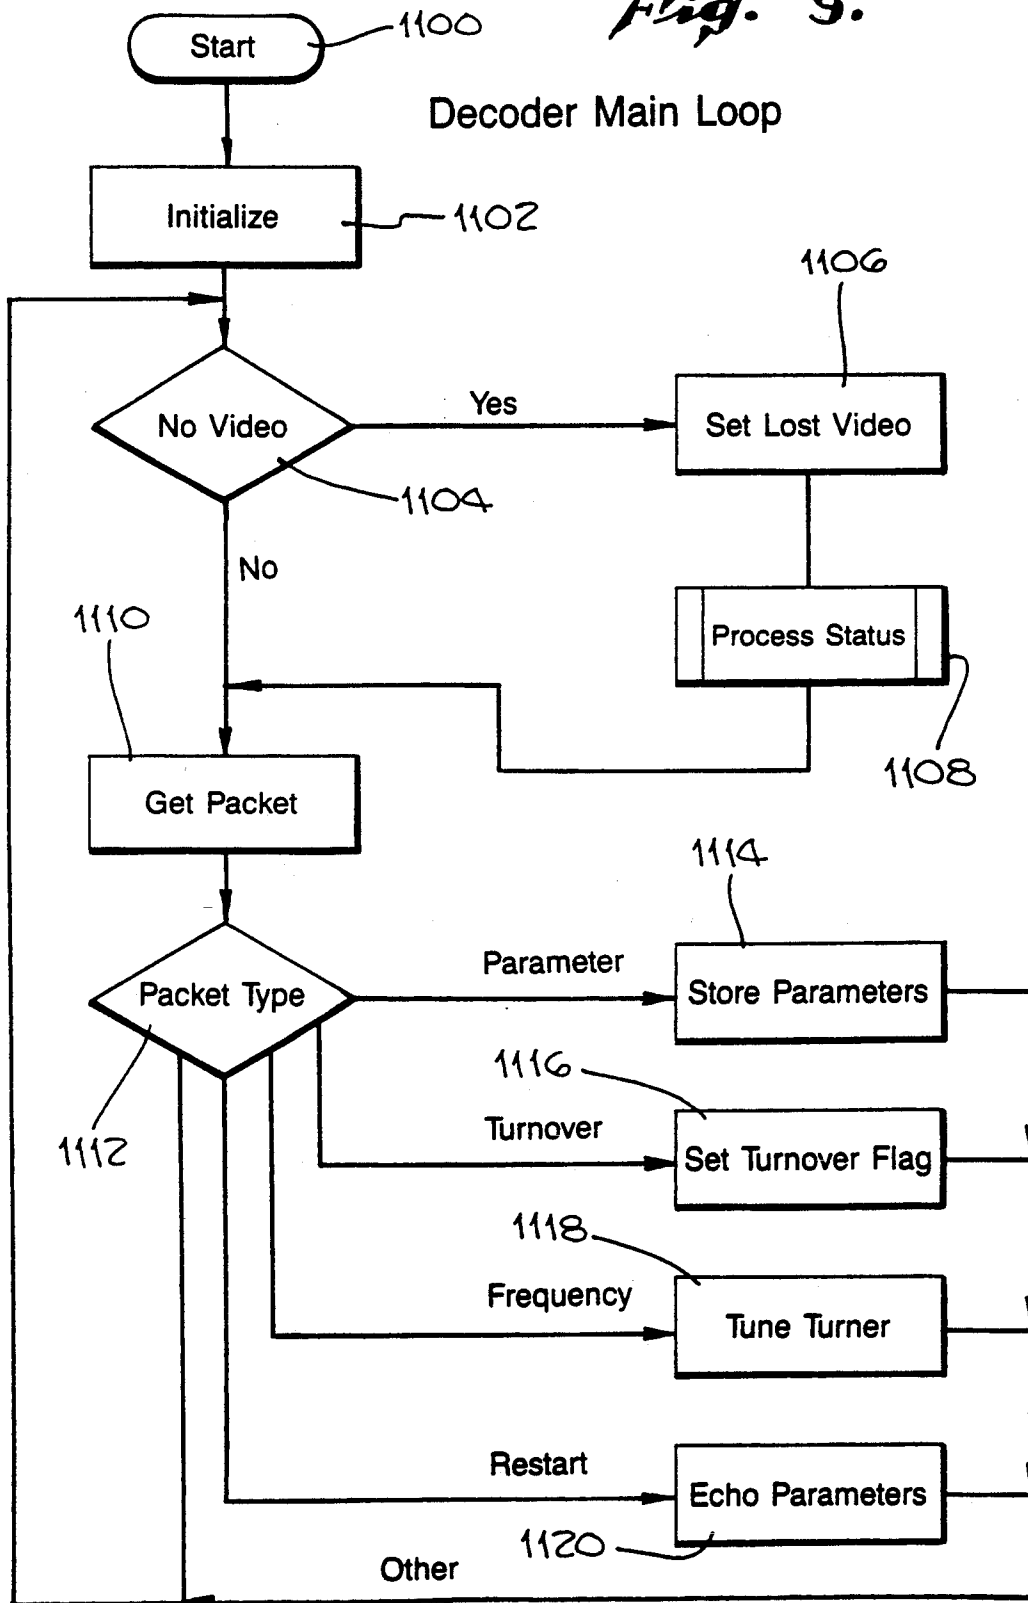 Fig. 9.
Start
1100
Decoder Main Loop
Initialize
1102
1106
No Video
Yes
Set Lost Video
1104
No
1110
Process Status
1108
Get Packet
1114
Packet Type
Parameter
Store Parameters
1112
1116
Turnover
Set Turnover Flag
1118
Frequency
Tune Turner
Restart
Echo Parameters
1120
Other